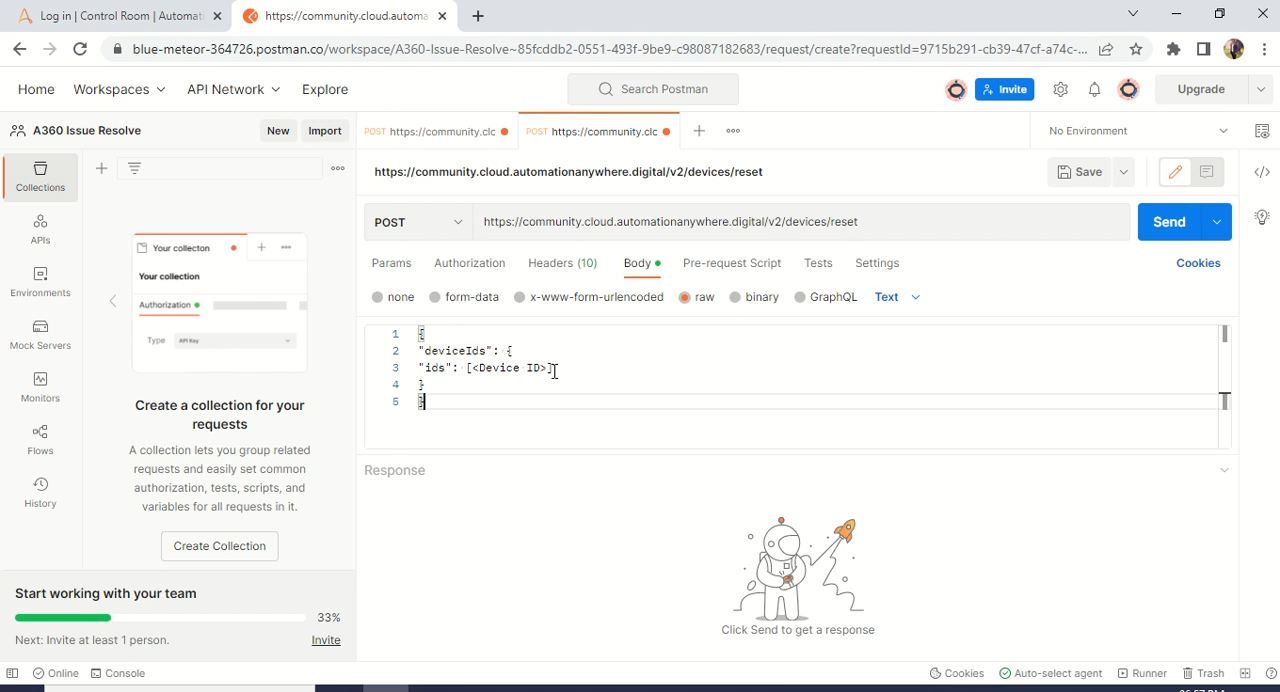 Log in | Control Room | Automat
https://community.cloud.automa
blue-meteor-364726.postman.co/workspace/A360-Issue-Resolve~85fcddb2-0551-493f-9be9-c98087182683/request/create?requestId=9715b291-cb39-47cf-a74c-...
Home Workspaces API Network Explore Search Postman Invite Upgrade
A360 Issue Resolve New Import POST https://community.clc POST https://community.clc No Environment
Collections
APIs
Environments
Mock Servers
Monitors
Flows
History
Your collecton
Your collection
Authorization
Type API Key
Create a collection for your
requests
A collection lets you group related
requests and easily set common
authorization, tests, scripts, and
variables for all requests in it.
Create Collection
Start working with your team
33%
Next: Invite at least 1 person. Invite
https://community.cloud.automationanywhere.digital/v2/devices/reset Save
POST https://community.cloud.automationanywhere.digital/v2/devices/reset Send
Params Authorization Headers (10) Body Pre-request Script Tests Settings Cookies
none form-data x-www-form-urlencoded raw binary GraphQL Text
1 {
2 "deviceIds": {
3 "ids": [<Device ID>]
4 }
5 }
Response
Click Send to get a response
Online Console Cookies Auto-select agent Runner Trash